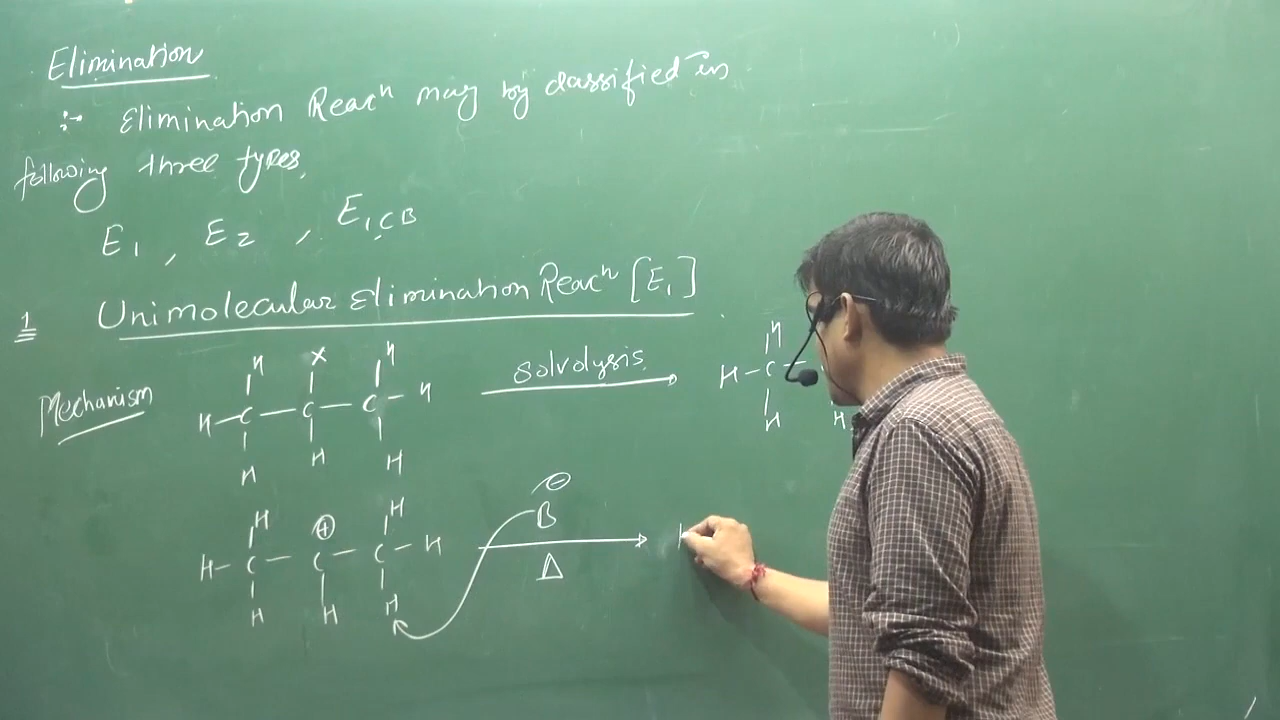 Elimination
:- Elimination Reacⁿ may by classified in
following three types,
E1 , E2 , E1CB
1 Unimolecular Elimination Reacⁿ [E1]
Mechanism
H X H
H-C-C-C-H solvolysis H-C-
H H H H H
H ⊕ H ⊖
H-C-C-C-H B
H H H Δ